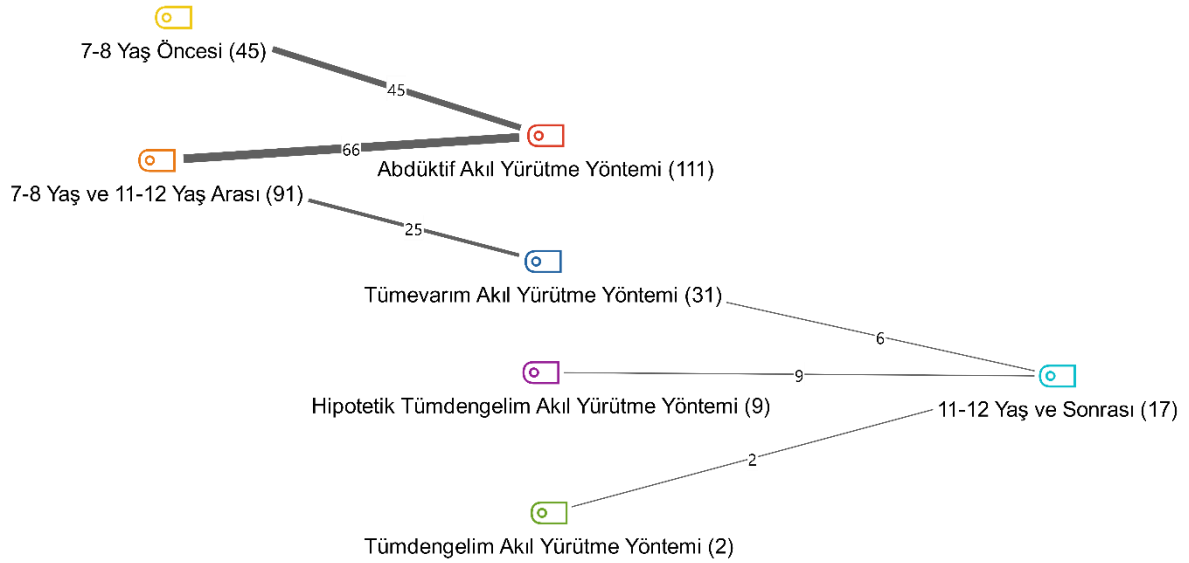 7-8 Yaş Öncesi (45)
45
66
Abdüktif Akıl Yürütme Yöntemi (111)
7-8 Yaş ve 11-12 Yaş Arası (91)
25
Tümevarım Akıl Yürütme Yöntemi (31)
6
9
Hipotetik Tümdengelim Akıl Yürütme Yöntemi (9)
11-12 Yaş ve Sonrası (17)
2
Tümdengelim Akıl Yürütme Yöntemi (2)